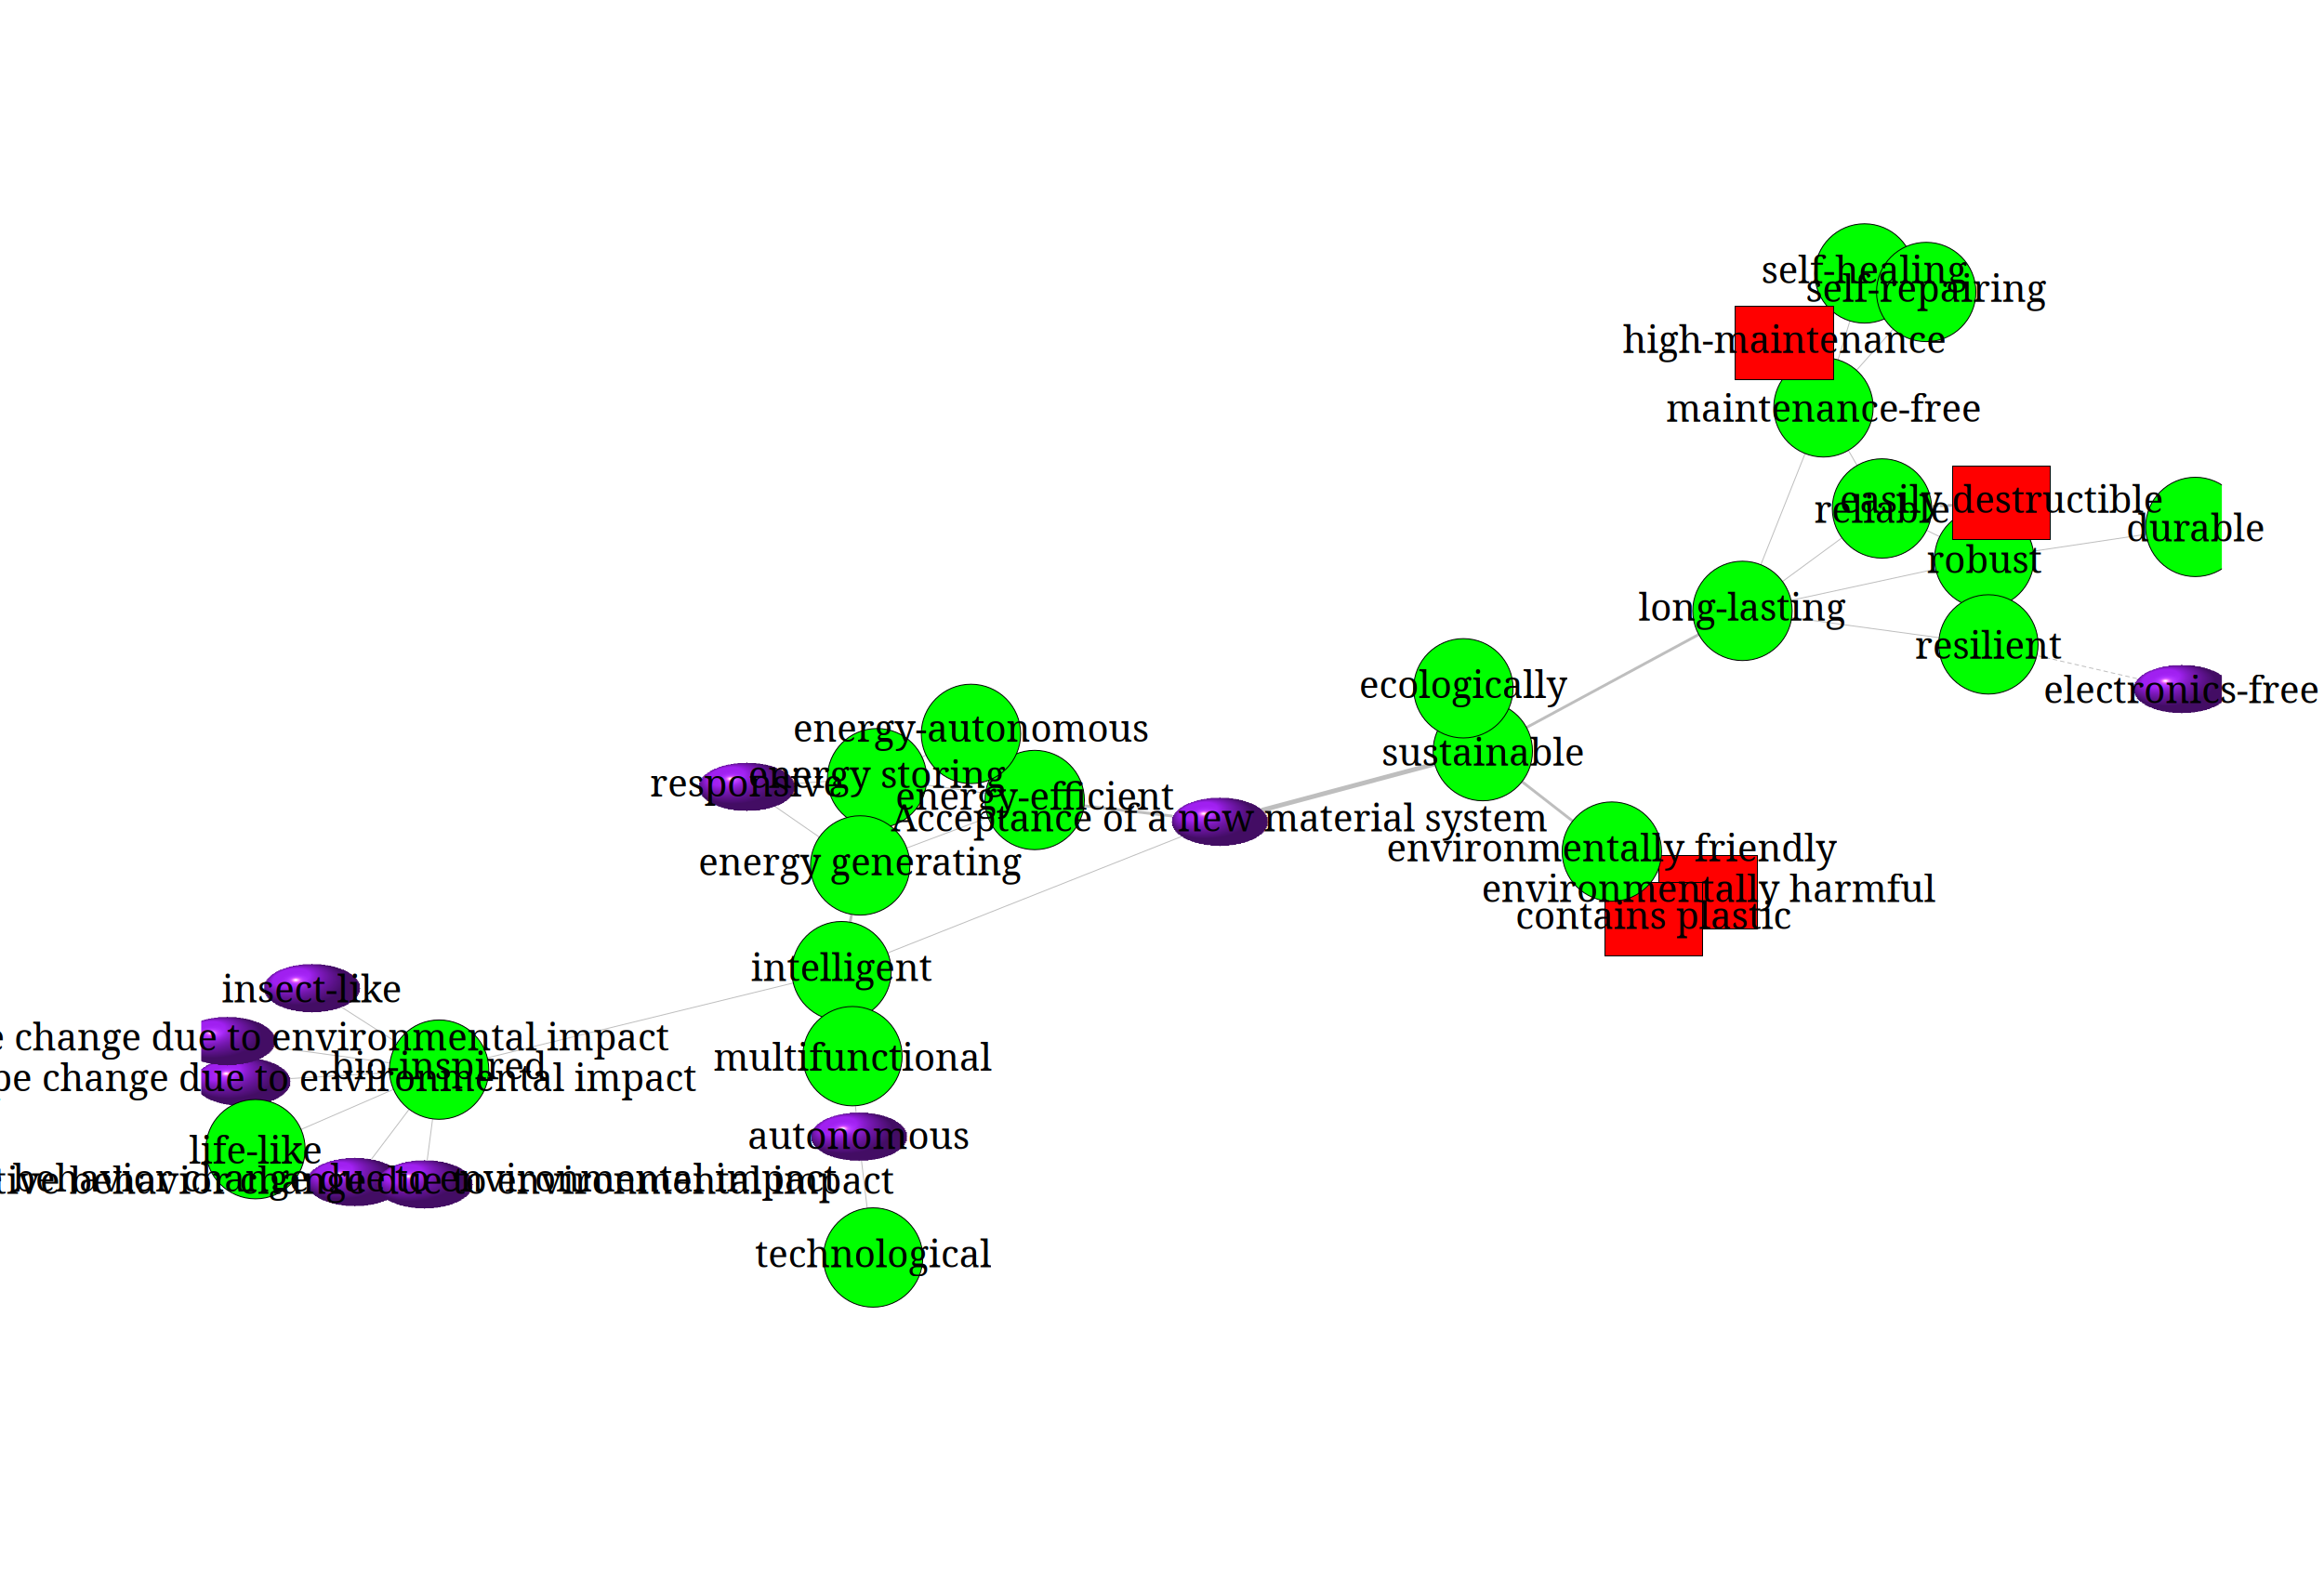 self-healing
self-repairing
high-maintenance
maintenance-free
easily destructible
reliable
durable
robust
long-lasting
resilient
ecologically
electronics-free
energy-autonomous
sustainable
energy storing
responsive
energy-efficient
Acceptance of a new material system
environmentally friendly
energy generating
environmentally harmful
contains plastic
intelligent
insect-like
change due to environmental impact
multifunctional
bio-inspired
change due to environmental impact
autonomous
life-like
behavior change due to environmental impact
behavior change due to environmental impact
technological